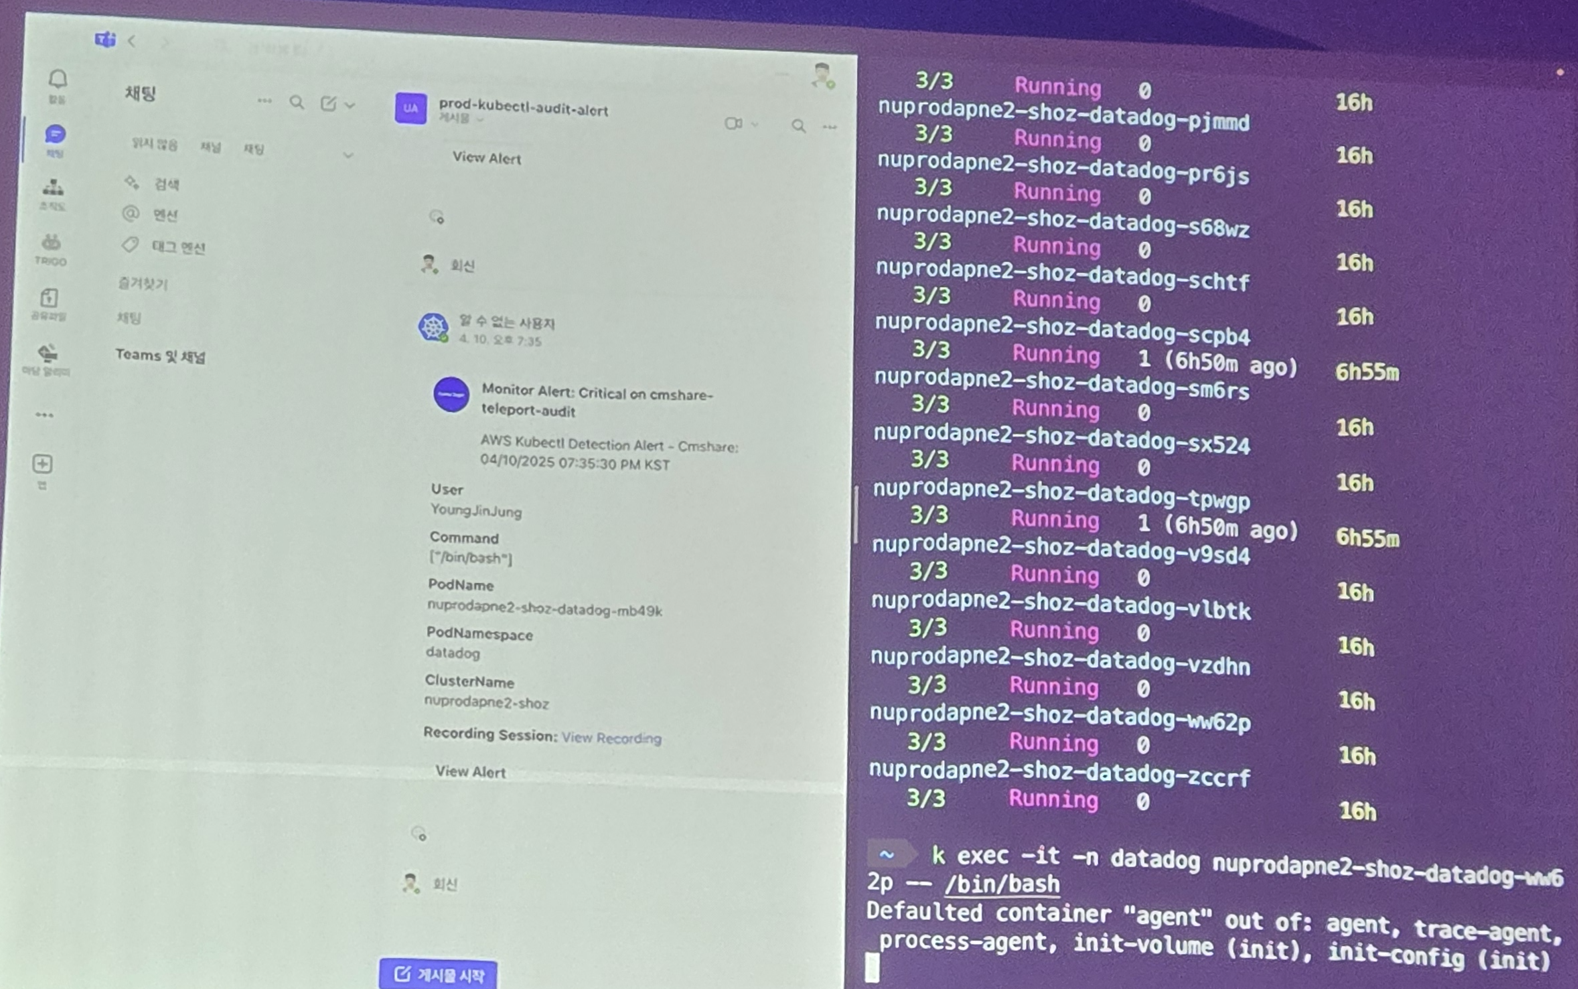 채팅
읽지 않음 채널 채팅
검색
멘션
태그 멘션
즐겨찾기
채팅
Teams 및 채널
활동
채팅
조직도
TRIGO
공유파일
앱
UA
prod-kubectl-audit-alert
게시물
View Alert
회신
알 수 없는 사용자
4. 10. 오후 7:35
Monitor Alert: Critical on cmshare-
teleport-audit
AWS Kubectl Detection Alert - Cmshare:
04/10/2025 07:35:30 PM KST
User
YoungJinJung
Command
["/bin/bash"]
PodName
nuprodapne2-shoz-datadog-mb49k
PodNamespace
datadog
ClusterName
nuprodapne2-shoz
Recording Session: View Recording
View Alert
회신
게시물 시작
3/3 Running 0 16h
nuprodapne2-shoz-datadog-pjmmd
3/3 Running 0 16h
nuprodapne2-shoz-datadog-pr6js
3/3 Running 0 16h
nuprodapne2-shoz-datadog-s68wz
3/3 Running 0 16h
nuprodapne2-shoz-datadog-schtf
3/3 Running 0 16h
nuprodapne2-shoz-datadog-scpb4
3/3 Running 1 (6h50m ago) 6h55m
nuprodapne2-shoz-datadog-sm6rs
3/3 Running 0 16h
nuprodapne2-shoz-datadog-sx524
3/3 Running 0 16h
nuprodapne2-shoz-datadog-tpwgp
3/3 Running 1 (6h50m ago) 6h55m
nuprodapne2-shoz-datadog-v9sd4
3/3 Running 0 16h
nuprodapne2-shoz-datadog-vlbtk
3/3 Running 0 16h
nuprodapne2-shoz-datadog-vzdhn
3/3 Running 0 16h
nuprodapne2-shoz-datadog-ww62p
3/3 Running 0 16h
nuprodapne2-shoz-datadog-zccrf
3/3 Running 0 16h
~ k exec -it -n datadog nuprodapne2-shoz-datadog-ww6
2p -- /bin/bash
Defaulted container "agent" out of: agent, trace-agent,
process-agent, init-volume (init), init-config (init)